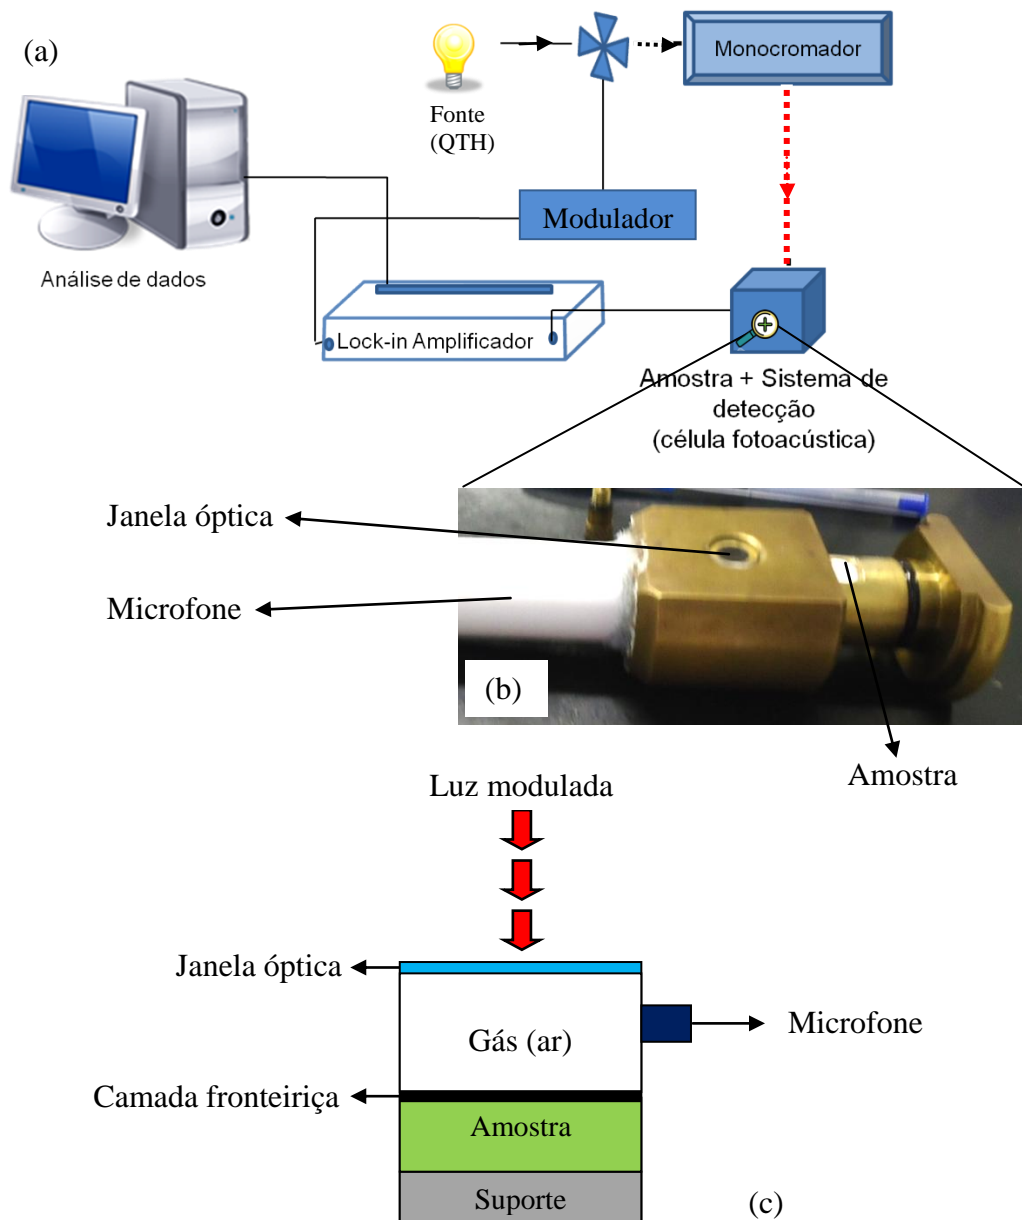 (a)
Fonte
(QTH)
Monocromador
Modulador
Análise de dados
Lock-in Amplificador
Amostra + Sistema de
detecção
(célula fotoacústica)
Janela óptica
Microfone
(b)
Amostra
Luz modulada
Janela óptica
Gás (ar)
Microfone
Camada fronteiriça
Amostra
Suporte
(c)